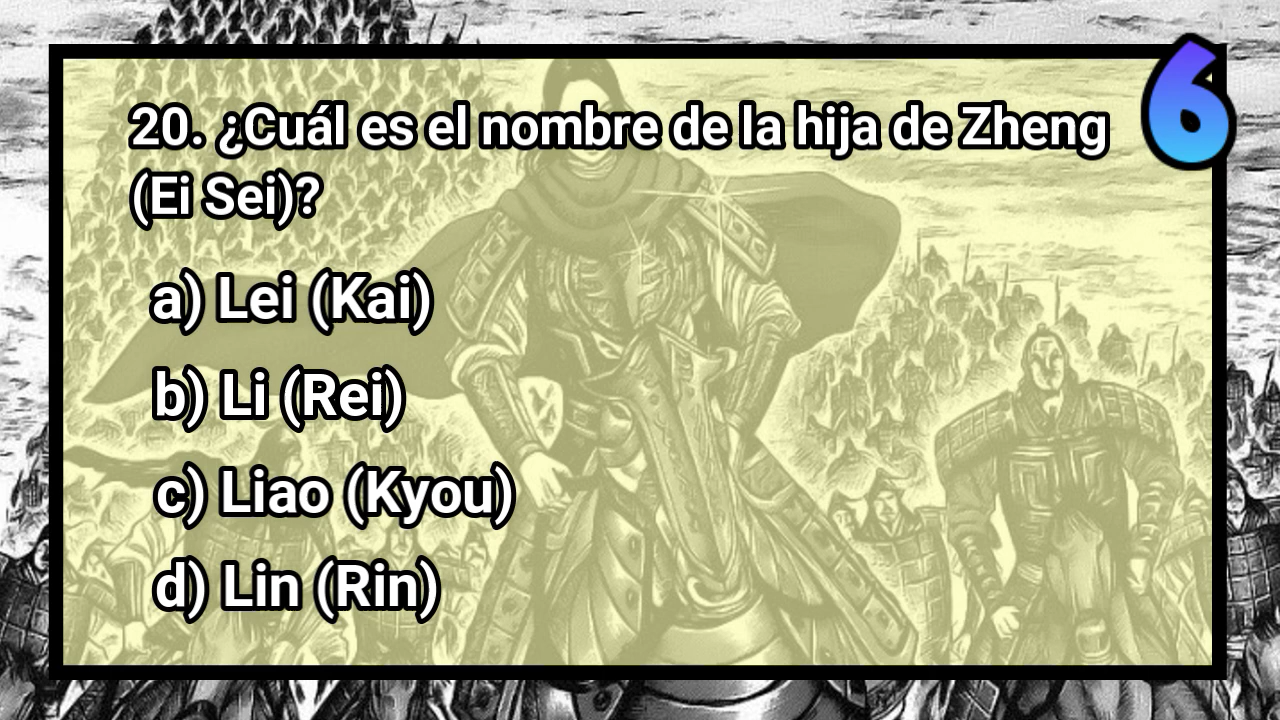 6
20. ¿Cuál es el nombre de la hija de Zheng
(Ei Sei)?
a) Lei (Kai)
b) Li (Rei)
c) Liao (Kyou)
d) Lin (Rin)